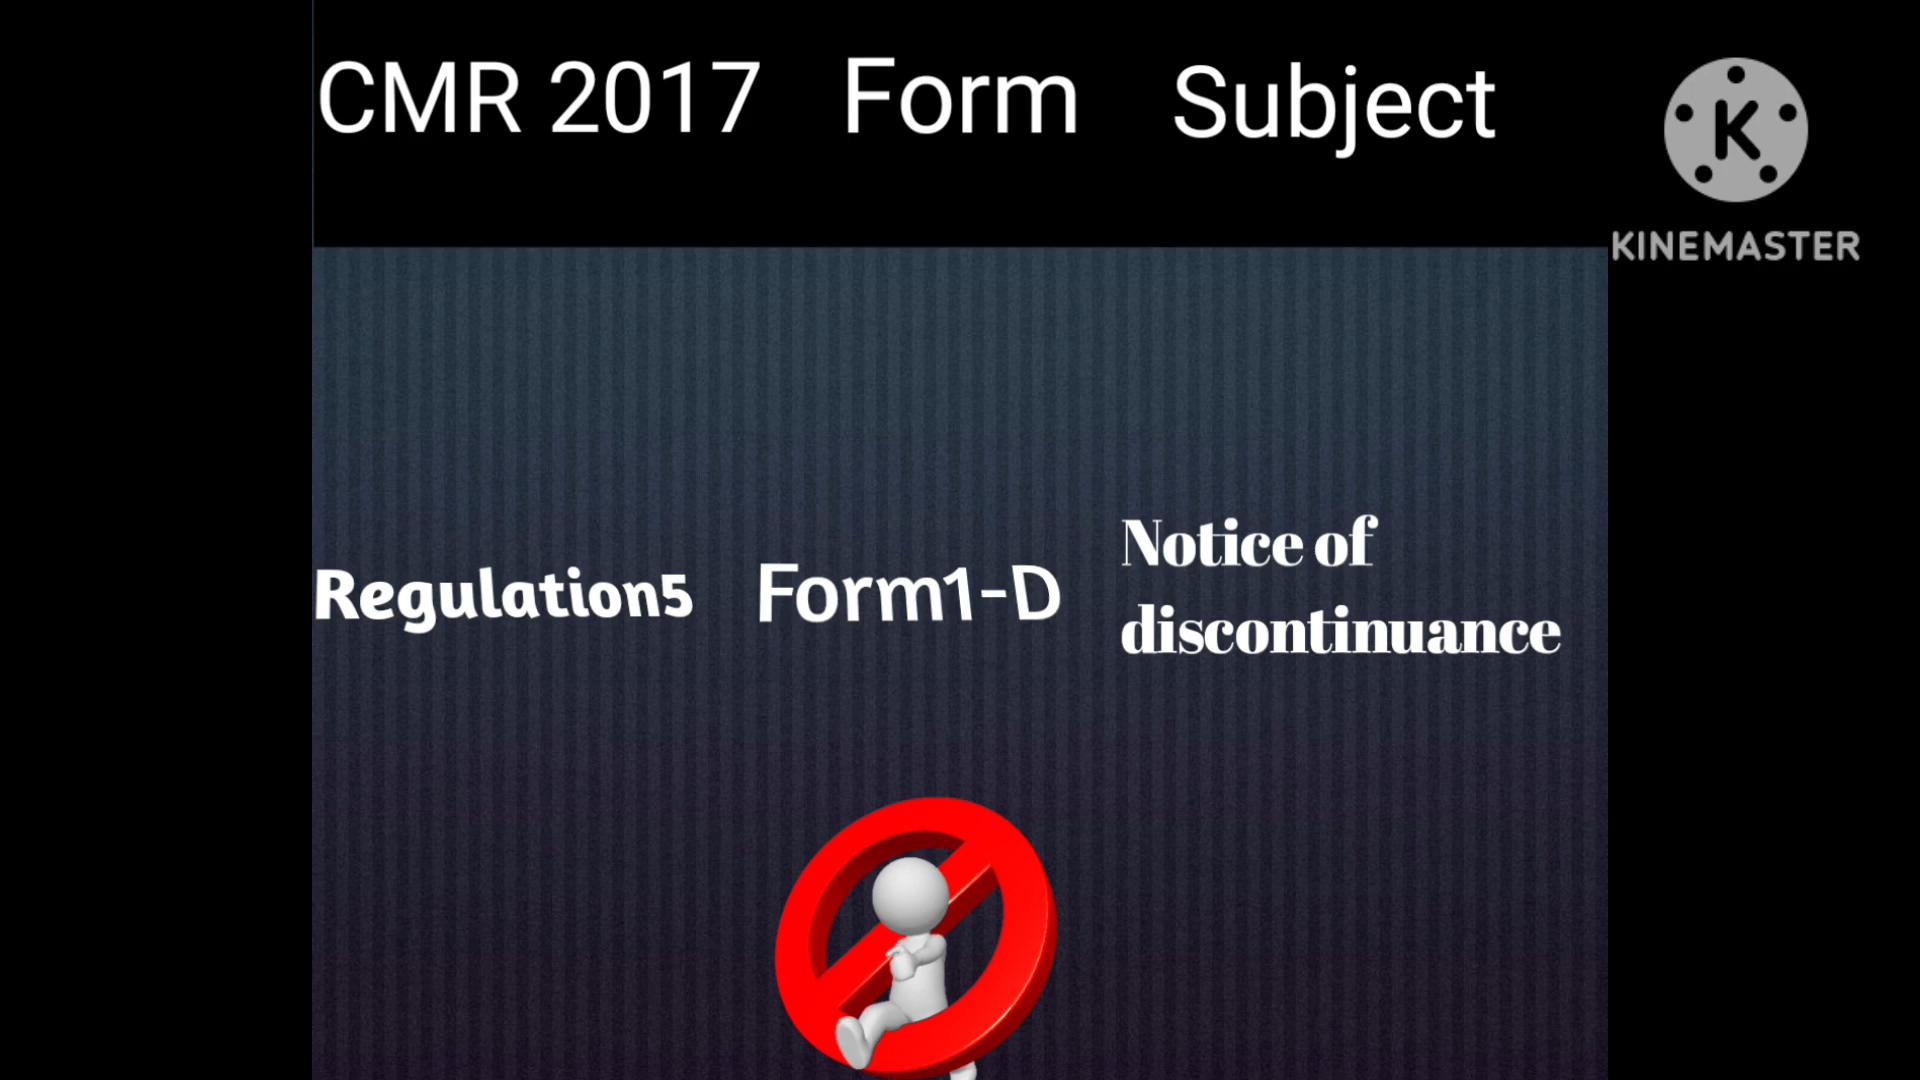 CMR 2017 Form Subject
K
KINEMASTER
Notice of
Regulation5 Form1-D
discontinuance